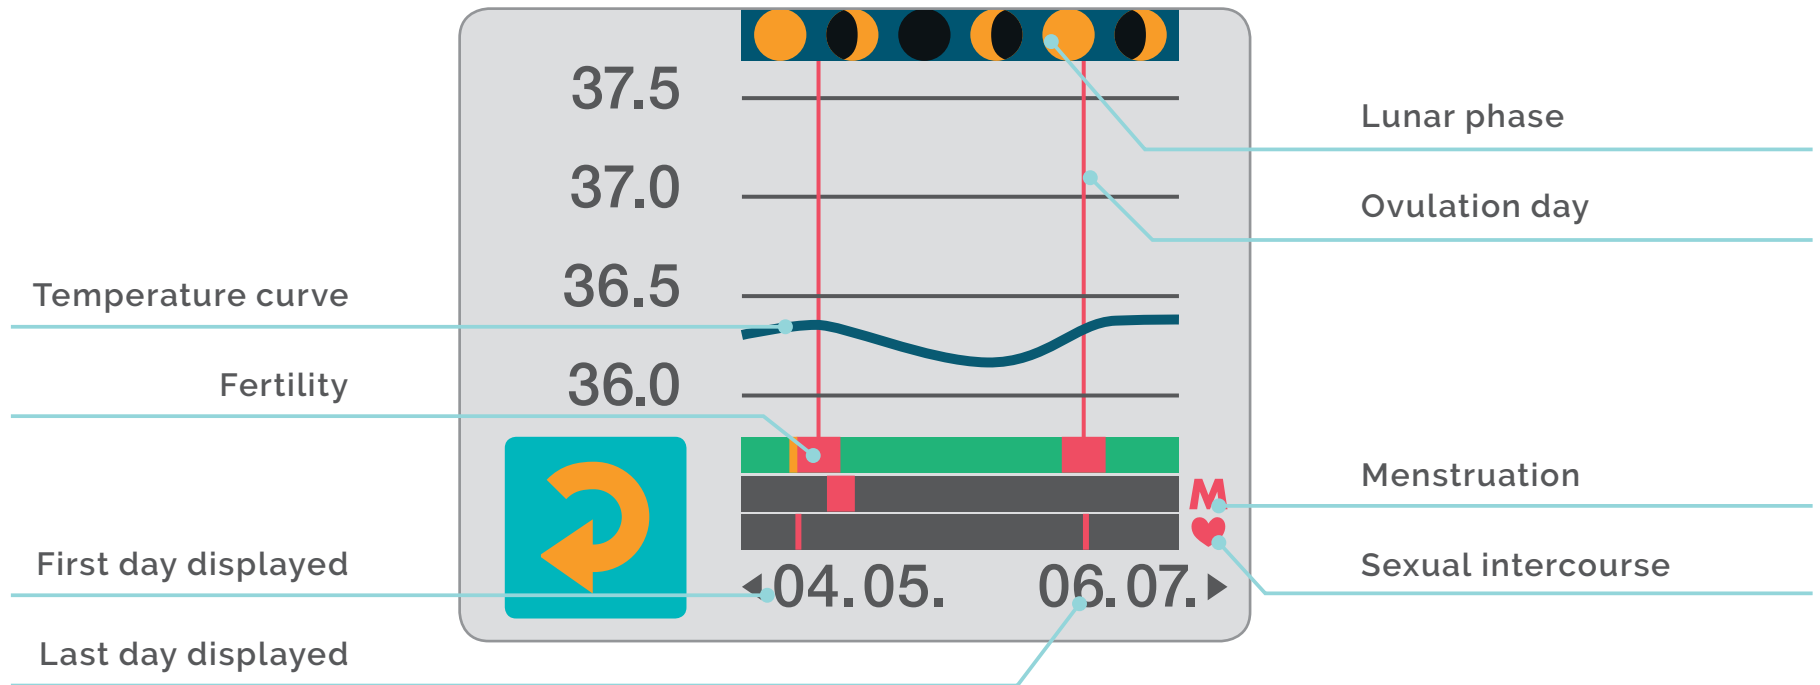 37.5
Lunar phase
37.0
Ovulation day
36.5
Temperature curve
36.0
Fertility
Menstruation
M
First day displayed
Sexual intercourse
04.05.
06.07.
Last day displayed